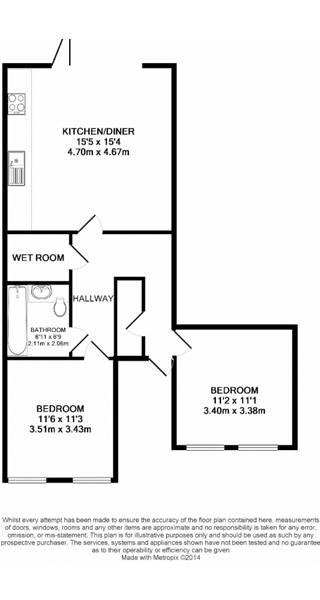 KITCHEN/DINER
15'5 x 15'4
4.70m x 4.67m
WET ROOM
HALLWAY
BATHROOM
6'11 x 6'9
2.11m x 2.06m
BEDROOM
11'6 x 11'3
3.51m x 3.43m
BEDROOM
11'2 x 11'1
3.40m x 3.38m
Whilst every attempt has been made to ensure the accuracy of the floor plan contained here, measurements
of doors, windows, rooms and any other items are approximate and no responsibility is taken for any error,
omission, or mis-statement. This plan is for illustrative purposes only and should be used as such by any
prospective purchaser. The services, systems and appliances shown have not been tested and no guarantee
as to their operability or efficiency can be given
Made with Metropix ©2014